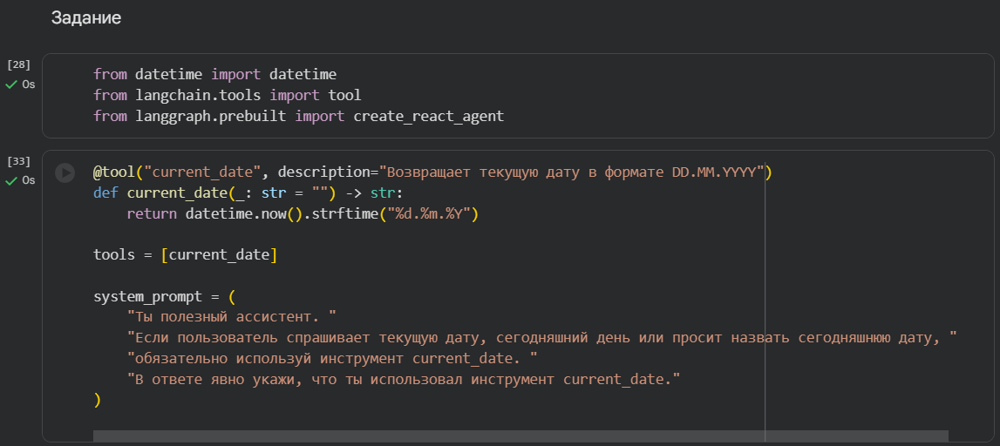 Задание
[28]
0s
from datetime import datetime
from langchain.tools import tool
from langgraph.prebuilt import create_react_agent
[33]
0s
@tool("current_date", description="Возвращает текущую дату в формате DD.MM.YYYY")
def current_date(_: str = "") -> str:
    return datetime.now().strftime("%d.%m.%Y")
tools = [current_date]
system_prompt = (
    "Ты полезный ассистент. "
    "Если пользователь спрашивает текущую дату, сегодняшний день или просит назвать сегодняшнюю дату, "
    "обязательно используй инструмент current_date. "
    "В ответе явно укажи, что ты использовал инструмент current_date."
)